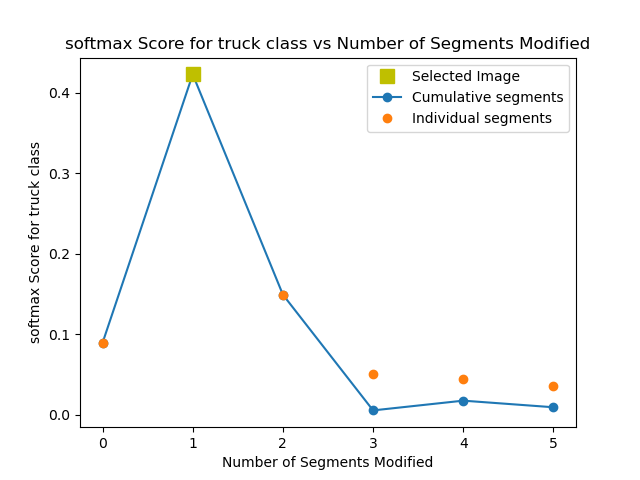 softmax Score for truck class vs Number of Segments Modified
Selected Image
Cumulative segments
Individual segments
softmax Score for truck class
0.4
0.3
0.2
0.1
0.0
0 1 2 3 4 5
Number of Segments Modified